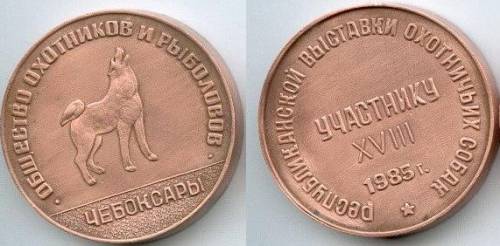 ОБЩЕСТВО ОХОТНИКОВ И РЫБОЛОВОВ
ЧЕБОКСАРЫ
РЕСПУБЛИКАНСКОЙ ВЫСТАВКИ ОХОТНИЧЬИХ СОБАК
УЧАСТНИКУ
XVIII
1985 г.